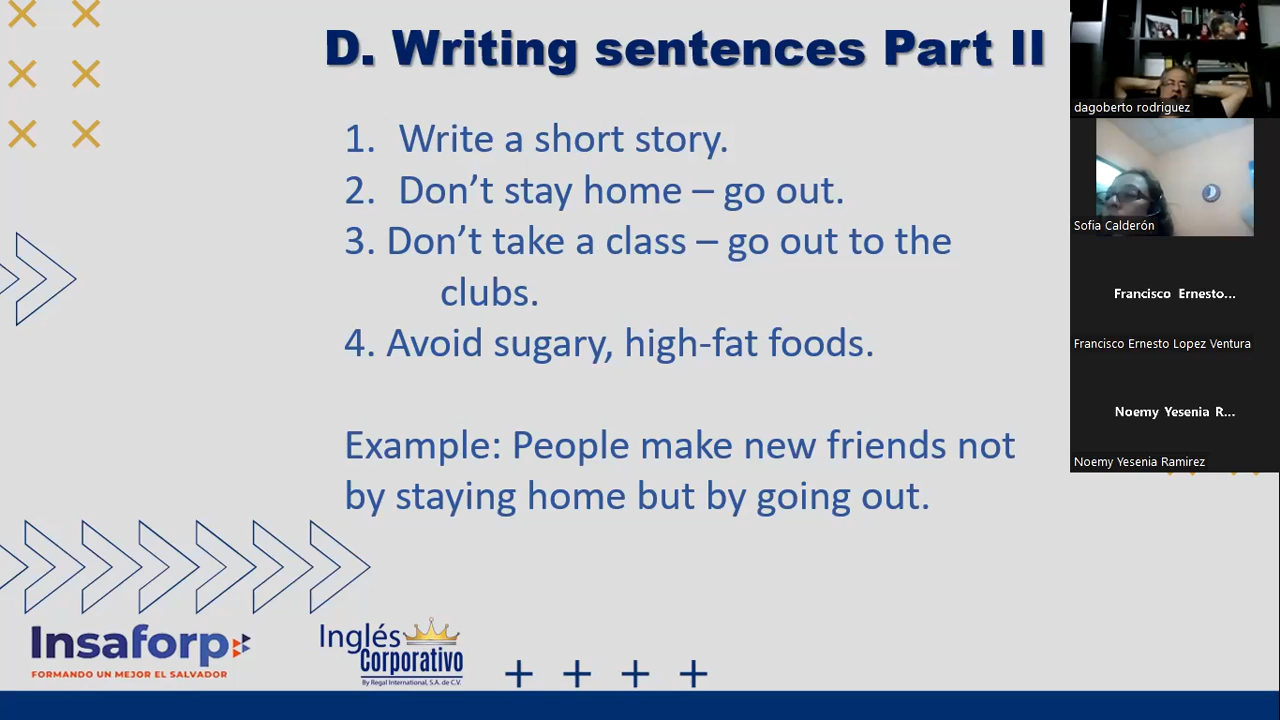 D. Writing sentences Part II
1. Write a short story.
2. Don’t stay home – go out.
3. Don’t take a class – go out to the
clubs.
4. Avoid sugary, high-fat foods.
Example: People make new friends not
by staying home but by going out.
Insaforp
FORMANDO UN MEJOR EL SALVADOR
Inglés
Corporativo
By Regal International, S.A. de C.V.
dagoberto rodriguez
Sofia Calderón
Francisco Ernesto...
Francisco Ernesto Lopez Ventura
Noemy Yesenia R...
Noemy Yesenia Ramirez